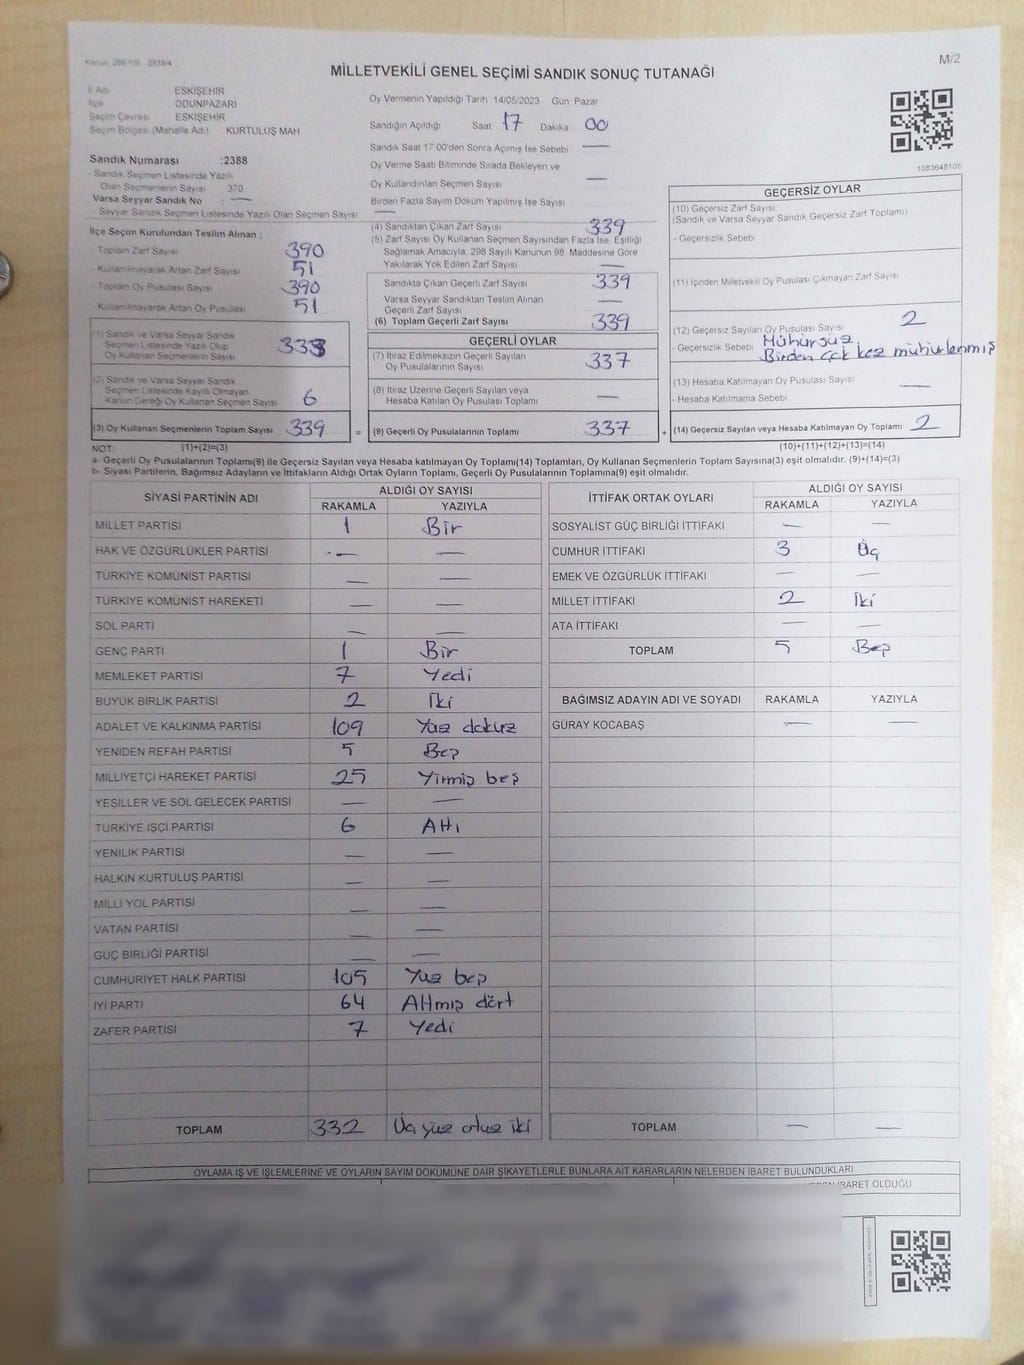 M/2
MİLLETVEKİLİ GENEL SEÇİMİ SANDIK SONUÇ TUTANAĞI
İl Adı ESKİŞEHİR
İlçe ODUNPAZARI
Seçim Çevresi ESKİŞEHİR
Seçim Bölgesi (Mahalle Adı) KURTULUŞ MAH
Oy Vermenin Yapıldığı Tarih 14/05/2023 Gün Pazar
Sandığın Açıldığı Saat 17 Dakika 00
Sandık Saat 17:00'den Sonra Açılmış İse Sebebi —
Oy Verme Saati Bitiminde Sırada Bekleyen ve
Oy Kullandırılan Seçmen Sayısı —
Birden Fazla Sayım Döküm Yapılmış İse Sayısı
—
1083648108
Sandık Numarası :2388
- Sandık Seçmen Listesinde Yazılı
Olan Seçmenlerin Sayısı 370
Varsa Seyyar Sandık No : —
Seyyar Sandık Seçmen Listesinde Yazılı Olan Seçmen Sayısı:
İlçe Seçim Kurulundan Teslim Alınan :
- Toplam Zarf Sayısı 390
- Kullanılmayarak Artan Zarf Sayısı 51
- Toplam Oy Pusulası Sayısı 390
- Kullanılmayarak Artan Oy Pusulası 51
(1) Sandık ve Varsa Seyyar Sandık
Seçmen Listesinde Yazılı Olup
Oy Kullanan Seçmenlerin Sayısı 333
(2) Sandık ve Varsa Seyyar Sandık
Seçmen Listesinde Kayıtlı Olmayan
Kanun Gereği Oy Kullanan Seçmen Sayısı 6
(3) Oy Kullanan Seçmenlerin Toplam Sayısı 339
(4) Sandıktan Çıkan Zarf Sayısı 339
(5) Zarf Sayısı Oy Kullanan Seçmen Sayısından Fazla İse, Eşitliği
Sağlamak Amacıyla, 298 Sayılı Kanunun 98. Maddesine Göre
Yakılarak Yok Edilen Zarf Sayısı —
Sandıkta Çıkan Geçerli Zarf Sayısı 339
Varsa Seyyar Sandıktan Teslim Alınan
Geçerli Zarf Sayısı —
(6) Toplam Geçerli Zarf Sayısı 339
GEÇERLİ OYLAR
(7) İtiraz Edilmeksizin Geçerli Sayılan
Oy Pusulalarının Sayısı 337
(8) İtiraz Üzerine Geçerli Sayılan veya
Hesaba Katılan Oy Pusulası Toplamı —
= (9) Geçerli Oy Pusulalarının Toplamı 337
GEÇERSİZ OYLAR
(10) Geçersiz Zarf Sayısı
(Sandık ve Varsa Seyyar Sandık Geçersiz Zarf Toplamı)
- Geçersizlik Sebebi
(11) İçinden Milletvekili Oy Pusulası Çıkmayan Zarf Sayısı
(12) Geçersiz Sayılan Oy Pusulası Sayısı 2
- Geçersizlik Sebebi Mühürsüz
Birden çok kez mühürlenmiş
(13) Hesaba Katılmayan Oy Pusulası Sayısı —
- Hesaba Katılmama Sebebi
+ (14) Geçersiz Sayılan veya Hesaba Katılmayan Oy Toplamı 2
NOT: (1)+(2)=(3) (10)+(11)+(12)+(13)=(14)
a- Geçerli Oy Pusulalarının Toplamı(9) ile Geçersiz Sayılan veya Hesaba katılmayan Oy Toplamı(14) Toplamları, Oy Kullanan Seçmenlerin Toplam Sayısına(3) eşit olmalıdır. (9)+(14)=(3)
b- Siyasi Partilerin, Bağımsız Adayların ve İttifakların Aldığı Ortak Oyların Toplamı, Geçerli Oy Pusulalarının Toplamına(9) eşit olmalıdır.
SİYASİ PARTİNİN ADI ALDIĞI OY SAYISI
RAKAMLA YAZIYLA
MİLLET PARTİSİ 1 Bir
HAK VE ÖZGÜRLÜKLER PARTİSİ — —
TÜRKİYE KOMÜNİST PARTİSİ — —
TÜRKİYE KOMÜNİST HAREKETİ — —
SOL PARTİ — —
GENÇ PARTİ 1 Bir
MEMLEKET PARTİSİ 7 Yedi
BÜYÜK BİRLİK PARTİSİ 2 İki
ADALET VE KALKINMA PARTİSİ 109 Yüz dokuz
YENİDEN REFAH PARTİSİ 5 Beş
MİLLİYETÇİ HAREKET PARTİSİ 25 Yirmiş beş
YEŞİLLER VE SOL GELECEK PARTİSİ — —
TÜRKİYE İŞÇİ PARTİSİ 6 Altı
YENİLİK PARTİSİ — —
HALKIN KURTULUŞ PARTİSİ — —
MİLLİ YOL PARTİSİ — —
VATAN PARTİSİ — —
GÜÇ BİRLİĞİ PARTİSİ — —
CUMHURİYET HALK PARTİSİ 105 Yüz beş
İYİ PARTİ 64 Altmış dört
ZAFER PARTİSİ 7 Yedi
TOPLAM 332 Üç yüz otuz iki
İTTİFAK ORTAK OYLARI ALDIĞI OY SAYISI
RAKAMLA YAZIYLA
SOSYALİST GÜÇ BİRLİĞİ İTTİFAKI — —
CUMHUR İTTİFAKI 3 Üç
EMEK VE ÖZGÜRLÜK İTTİFAKI — —
MİLLET İTTİFAKI 2 İki
ATA İTTİFAKI — —
TOPLAM 5 Beş
BAĞIMSIZ ADAYIN ADI VE SOYADI RAKAMLA YAZIYLA
GÜRAY KOCABAŞ — —
TOPLAM — —
OYLAMA İŞ VE İŞLEMLERİNE VE OYLARIN SAYIM DÖKÜMÜNE DAİR ŞİKAYETLERLE BUNLARA AİT KARARLARIN NELERDEN İBARET BULUNDUKLARI
İBARET OLDUĞU